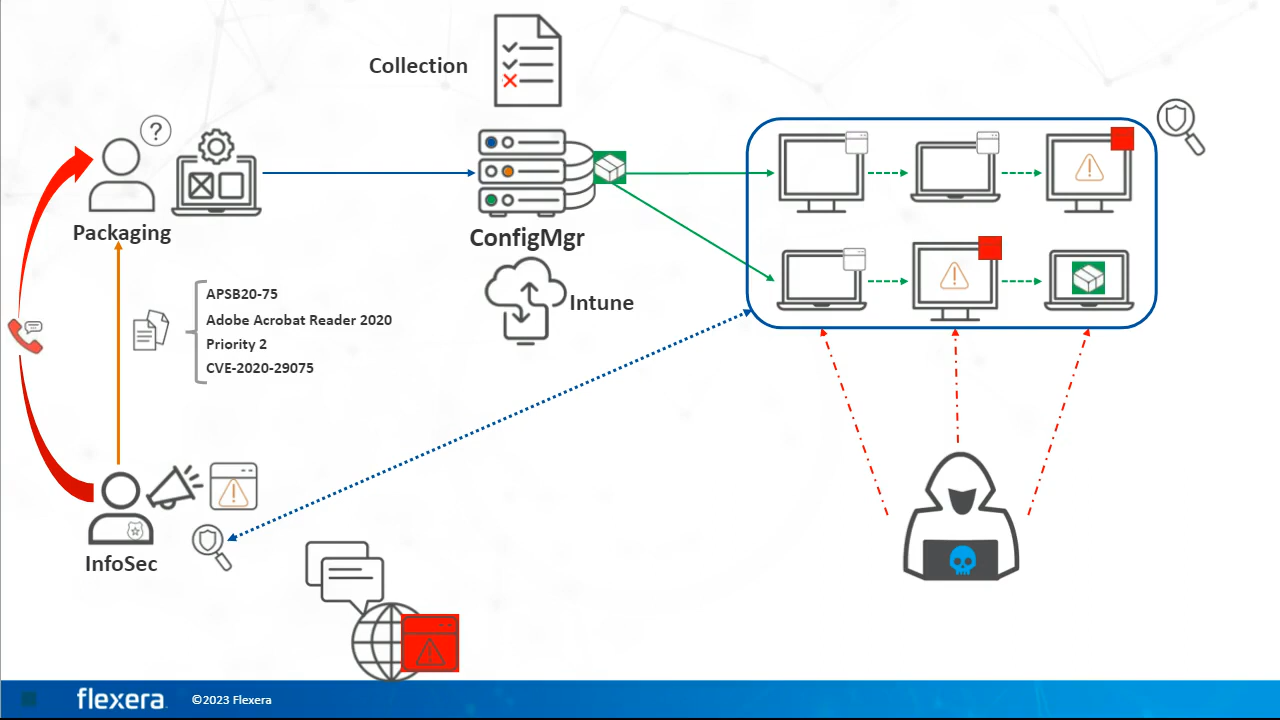 Collection
?
Packaging
ConfigMgr
Intune
APSB20-75
Adobe Acrobat Reader 2020
Priority 2
CVE-2020-29075
InfoSec
flexera
©2023 Flexera